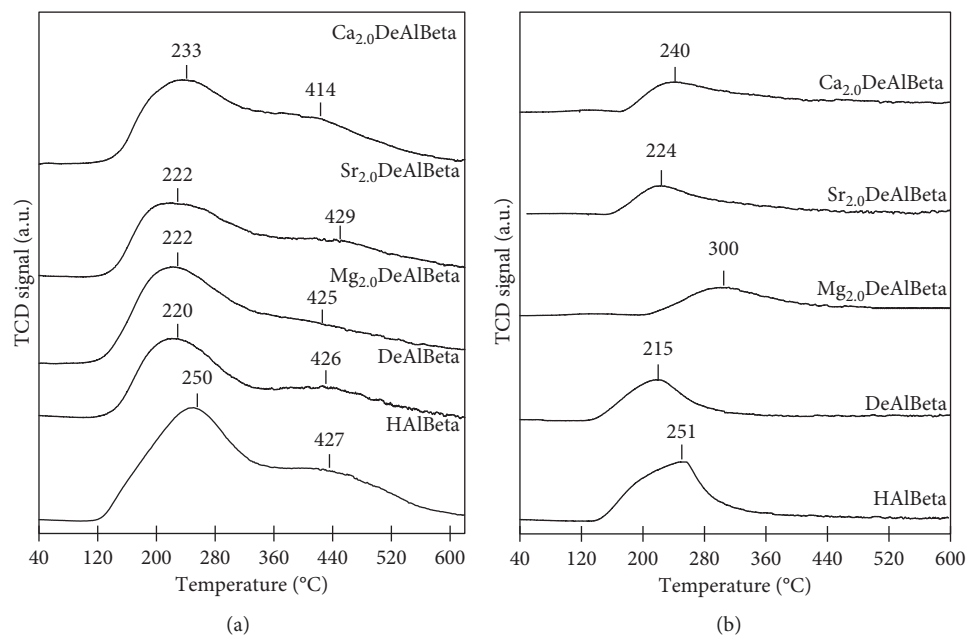 Ca2.0DeAlBeta
233
414
Sr2.0DeAlBeta
222
429
Mg2.0DeAlBeta
222
425
220
DeAlBeta
426
250
HAlBeta
427
TCD signal (a.u.)
40 120 200 280 360 440 520 600
Temperature (°C)
(a)
240
Ca2.0DeAlBeta
224
Sr2.0DeAlBeta
300
Mg2.0DeAlBeta
215
DeAlBeta
251
HAlBeta
TCD signal (a.u.)
40 120 200 280 360 440 520 600
Temperature (°C)
(b)